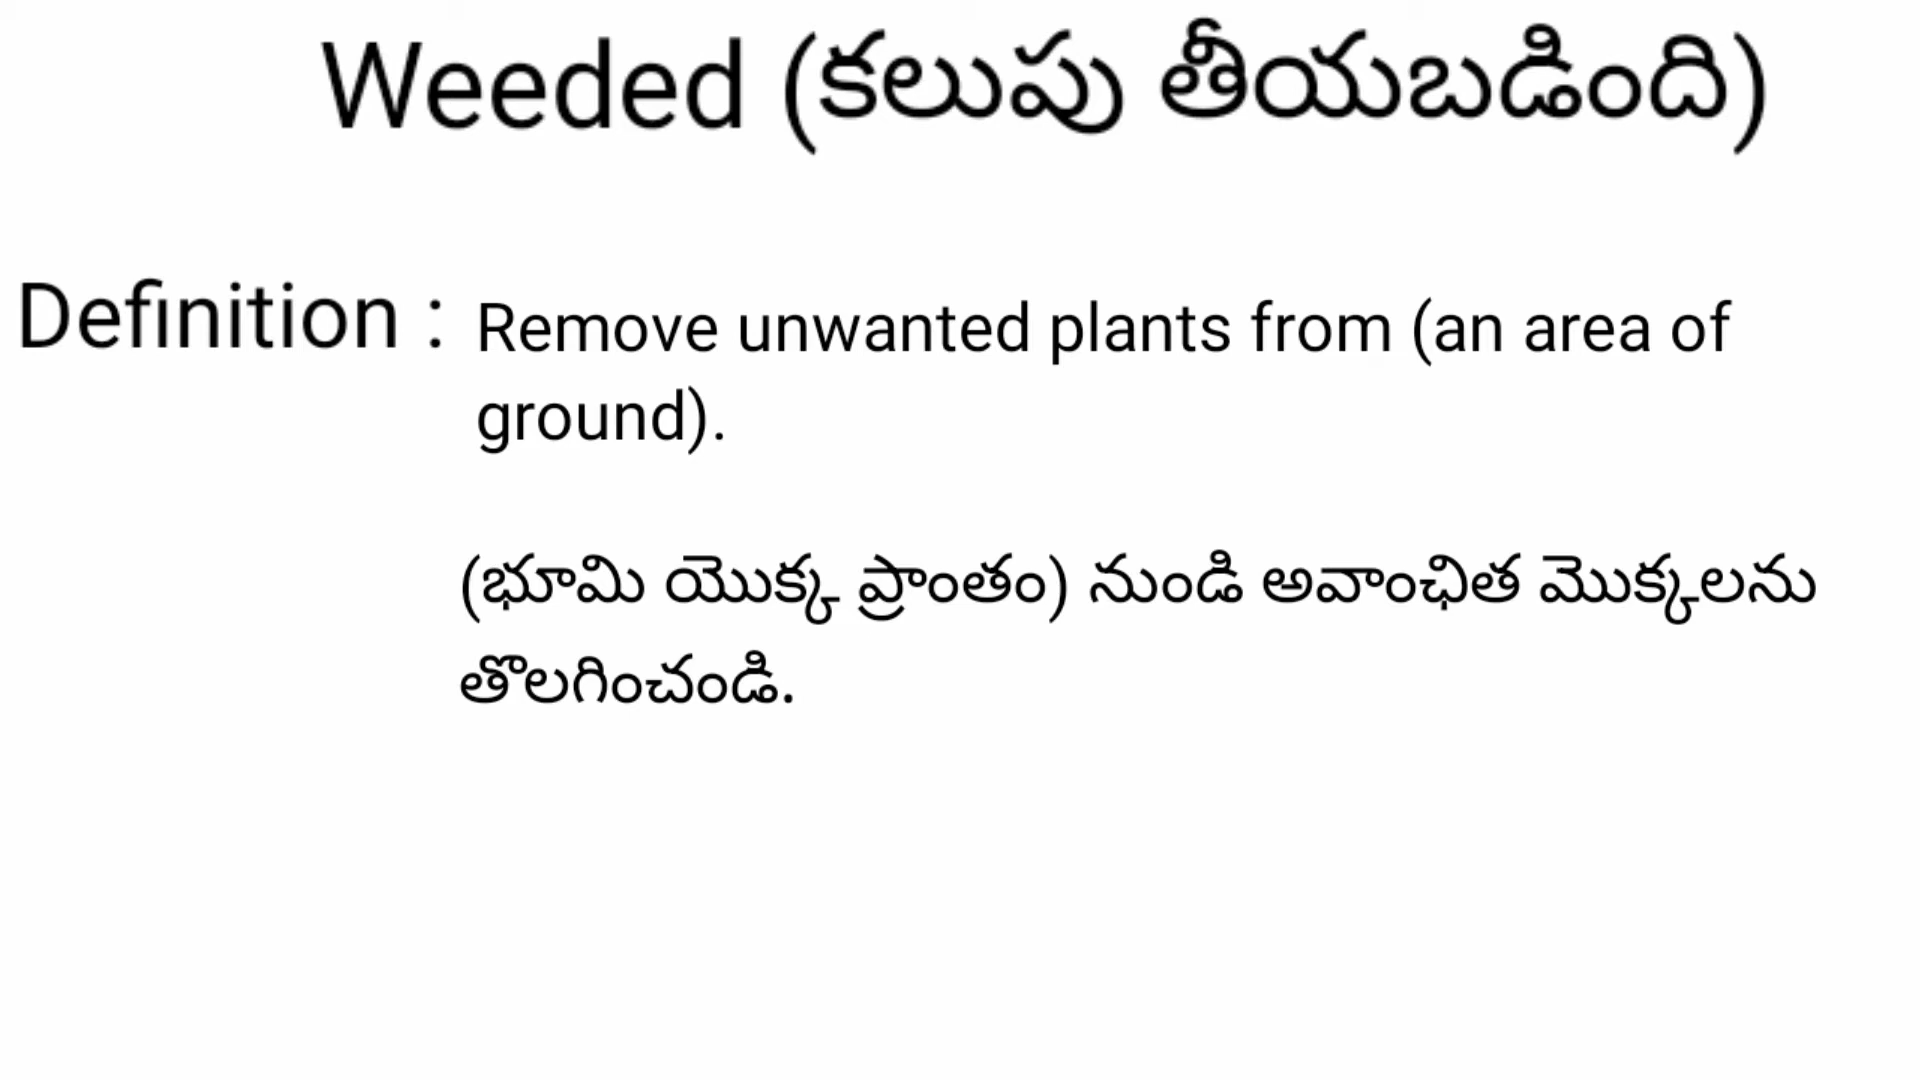 Weeded (కలుపు తీయబడింది)
Definition : Remove unwanted plants from (an area of
ground).
(భూమి యొక్క ప్రాంతం) నుండి అవాంఛిత మొక్కలను
తొలగించండి.